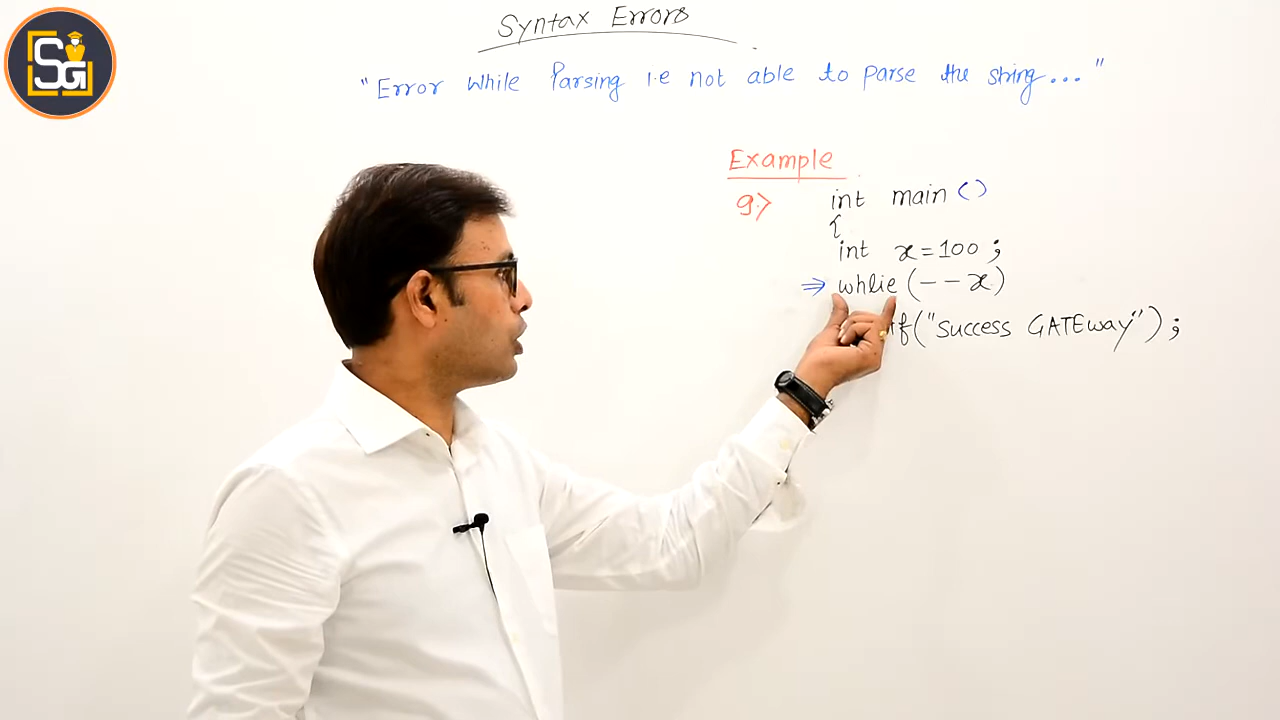 SG
Syntax Errors
"Error while Parsing i.e not able to parse the string..."
Example
9>
int main ()
{
int x=100;
⇒ whlie(--x)
f("Success GATEway");